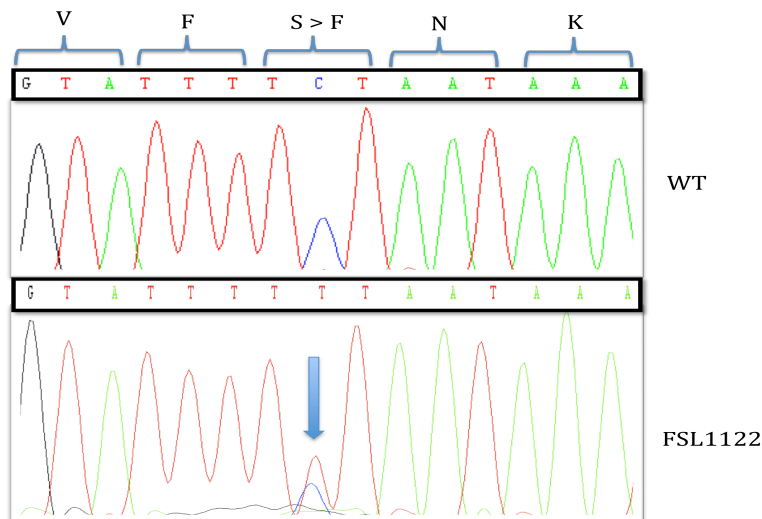 V F S > F N K
G T A T T T T C T A A T A A A
WT
G T A T T T T T T A A T A A A
FSL1122